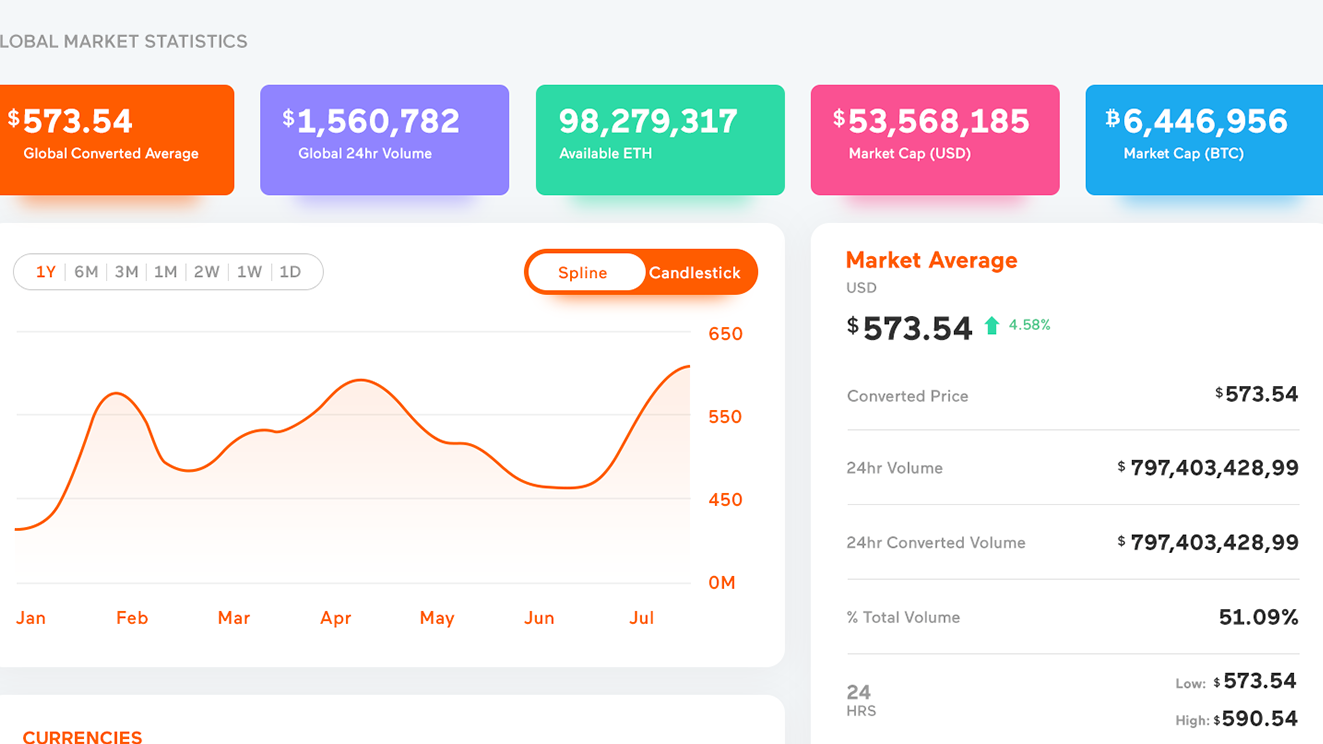 LOBAL MARKET STATISTICS
$573.54
Global Converted Average
$1,560,782
Global 24hr Volume
98,279,317
Available ETH
$53,568,185
Market Cap (USD)
₿6,446,956
Market Cap (BTC)
1Y 6M 3M 1M 2W 1W 1D
Spline Candlestick
650
550
450
0M
Jan Feb Mar Apr May Jun Jul
CURRENCIES
Market Average
USD
$573.54 4.58%
Converted Price $573.54
24hr Volume $ 797,403,428,99
24hr Converted Volume $ 797,403,428,99
% Total Volume 51.09%
24
HRS
Low: $573.54
High: $590.54